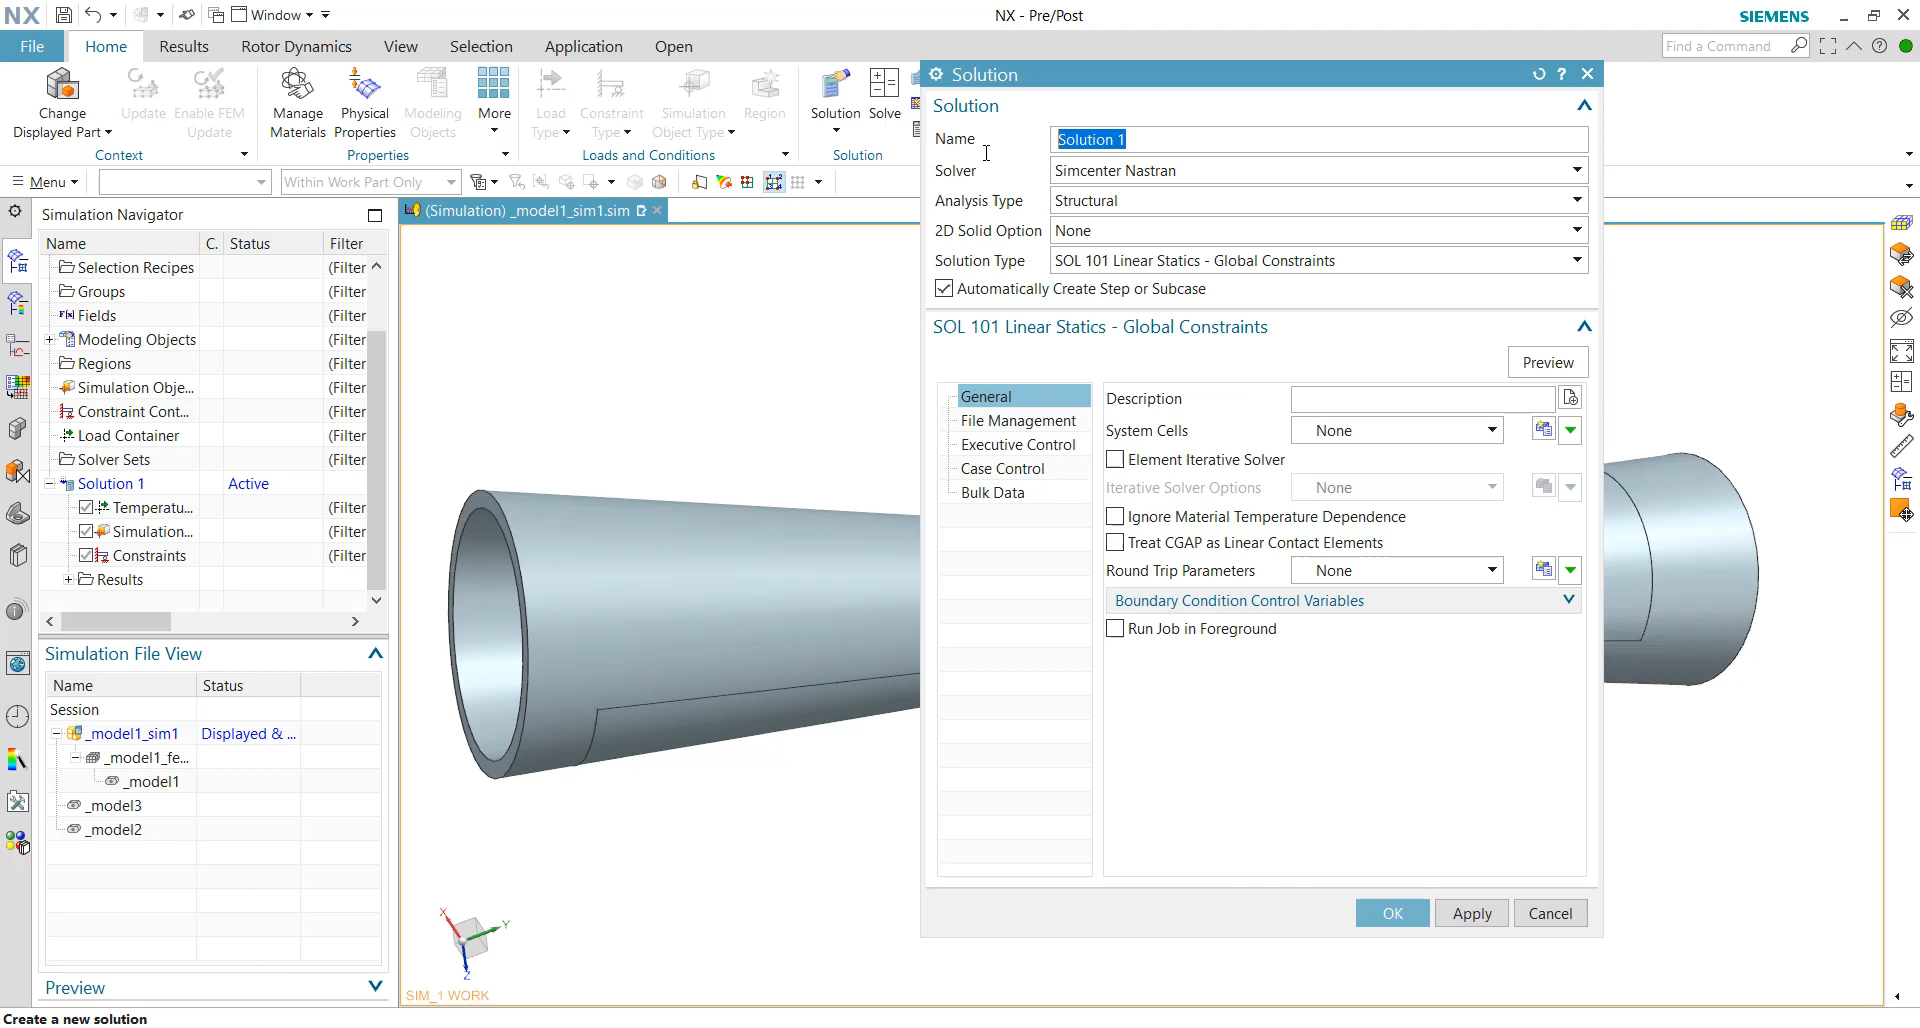 NX
Window
NX - Pre/Post
SIEMENS
File
Home
Results
Rotor Dynamics
View
Selection
Application
Open
Find a Command
Change
Displayed Part
Update
Enable FEM
Update
Context
Manage
Materials
Physical
Properties
Modeling
Objects
More
Properties
Load
Type
Constraint
Type
Simulation
Object Type
Region
Loads and Conditions
Solution
Solve
Solution
Menu
Within Work Part Only
Simulation Navigator
Name
C.
Status
Filter
Selection Recipes
(Filter
Groups
(Filter
Fields
(Filter
Modeling Objects
(Filter
Regions
(Filter
Simulation Obje...
(Filter
Constraint Cont...
(Filter
Load Container
(Filter
Solver Sets
(Filter
Solution 1
Active
Temperatu...
(Filter
Simulation...
(Filter
Constraints
(Filter
Results
Simulation File View
Name
Status
Session
_model1_sim1
Displayed & ...
_model1_fe...
_model1
_model3
_model2
Preview
(Simulation) _model1_sim1.sim
X
Y
Z
SIM_1 WORK
Solution
Solution
Name
Solution 1
Solver
Simcenter Nastran
Analysis Type
Structural
2D Solid Option
None
Solution Type
SOL 101 Linear Statics - Global Constraints
Automatically Create Step or Subcase
SOL 101 Linear Statics - Global Constraints
Preview
General
File Management
Executive Control
Case Control
Bulk Data
Description
System Cells
None
Element Iterative Solver
Iterative Solver Options
None
Ignore Material Temperature Dependence
Treat CGAP as Linear Contact Elements
Round Trip Parameters
None
Boundary Condition Control Variables
Run Job in Foreground
OK
Apply
Cancel
Create a new solution